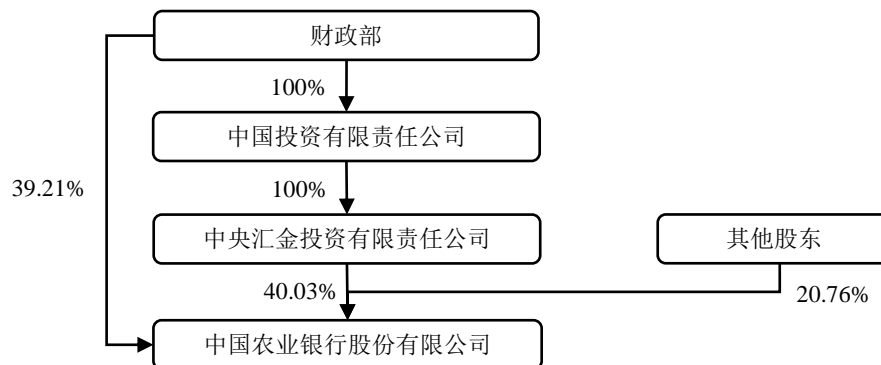 财政部
100%
中国投资有限责任公司
39.21%
100%
中央汇金投资有限责任公司
其他股东
40.03%
20.76%
中国农业银行股份有限公司